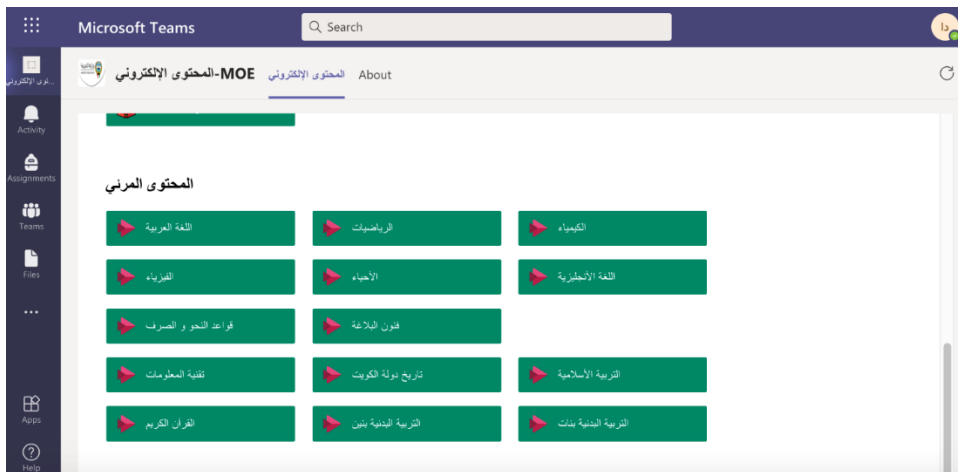 Microsoft Teams
Search
دا
MOE-المحتوى الإلكتروني
المحتوى الإلكتروني
About
Activity
Assignments
Teams
Files
Apps
Help
المحتوى المرئي
اللغة العربية
الرياضيات
الكيمياء
الفيزياء
الأحياء
اللغة الأنجليزية
قواعد النحو و الصرف
فنون البلاغة
تقنية المعلومات
تاريخ دولة الكويت
التربية الأسلامية
القرآن الكريم
التربية البدنية بنين
التربية البدنية بنات